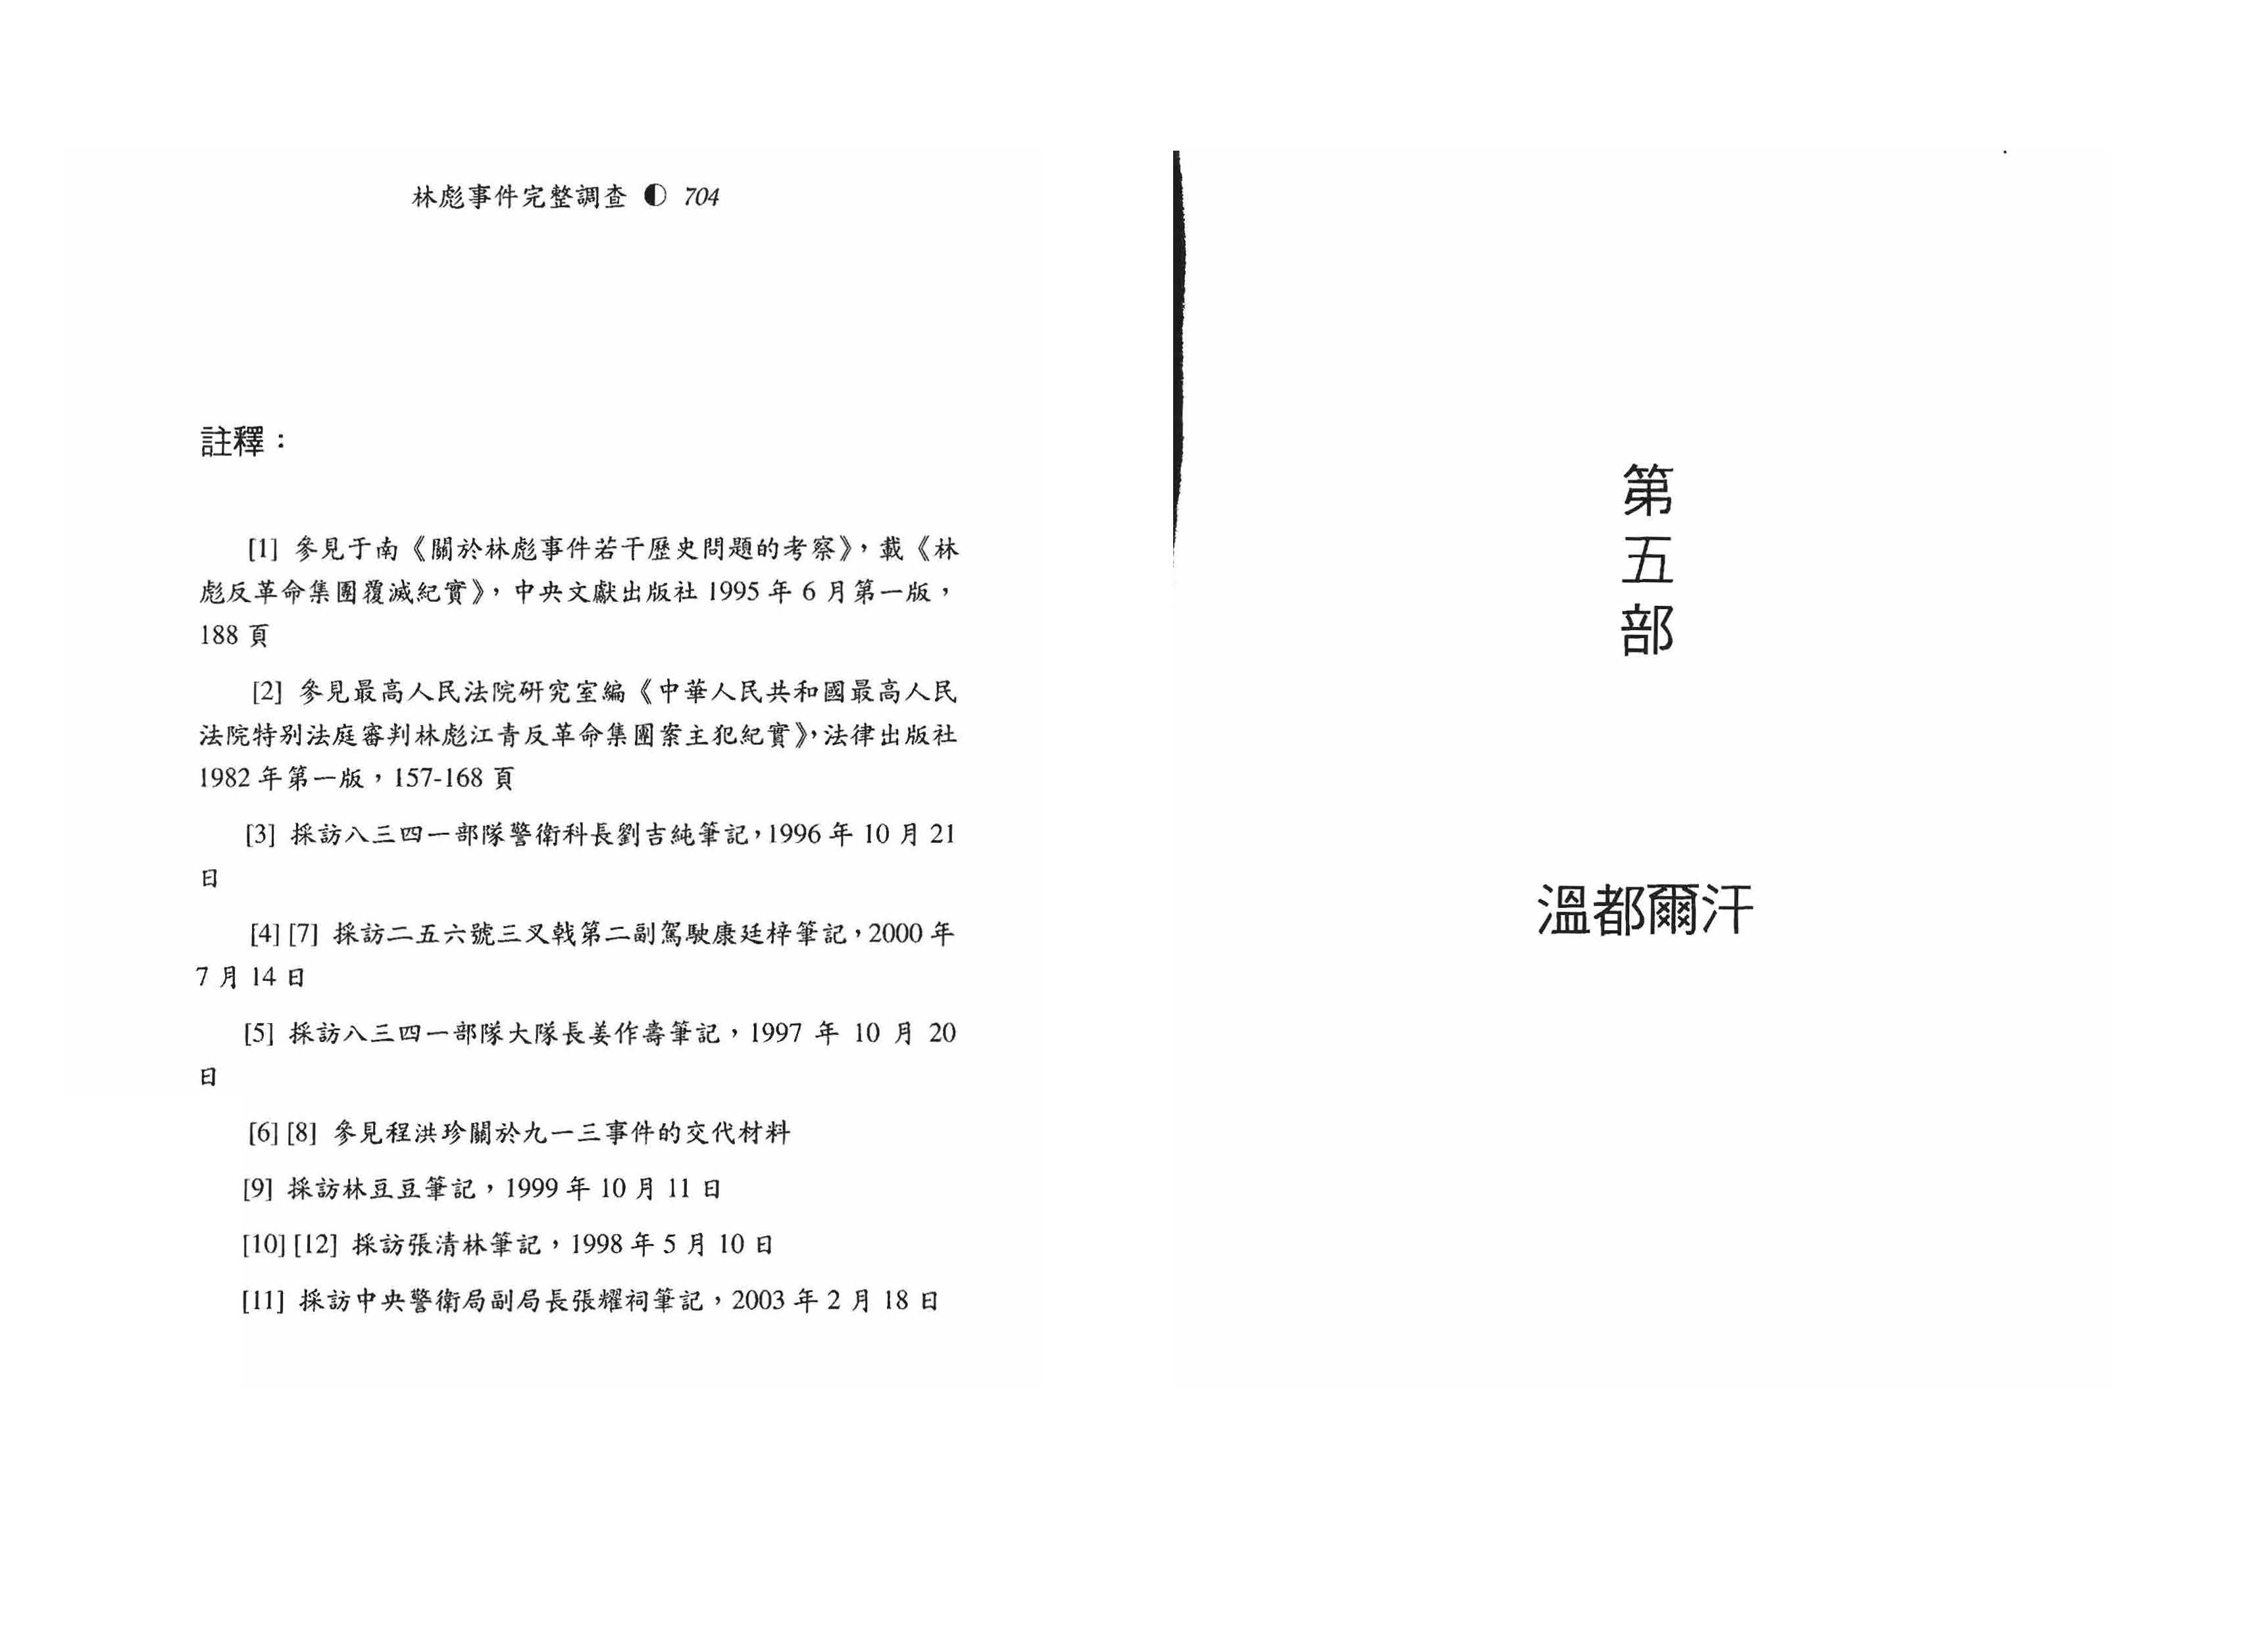 林彪事件完整調查 ◐ 704
註釋：
[1] 參見于南《關於林彪事件若干歷史問題的考察》，載《林
彪反革命集團覆滅紀實》，中央文獻出版社 1995 年 6 月第一版，
188 頁
[2] 參見最高人民法院研究室編《中華人民共和國最高人民
法院特別法庭審判林彪江青反革命集團案主犯紀實》，法律出版社
1982 年第一版，157-168 頁
[3] 採訪八三四一部隊警衛科長劉吉純筆記，1996 年 10 月 21
日
[4] [7] 採訪二五六號三叉戟第二副駕駛康廷梓筆記，2000 年
7 月 14 日
[5] 採訪八三四一部隊大隊長姜作壽筆記，1997 年 10 月 20
日
[6] [8] 參見程洪珍關於九一三事件的交代材料
[9] 採訪林豆豆筆記，1999 年 10 月 11 日
[10] [12] 採訪張清林筆記，1998 年 5 月 10 日
[11] 採訪中央警衛局副局長張耀祠筆記，2003 年 2 月 18 日
第五部
溫都爾汗